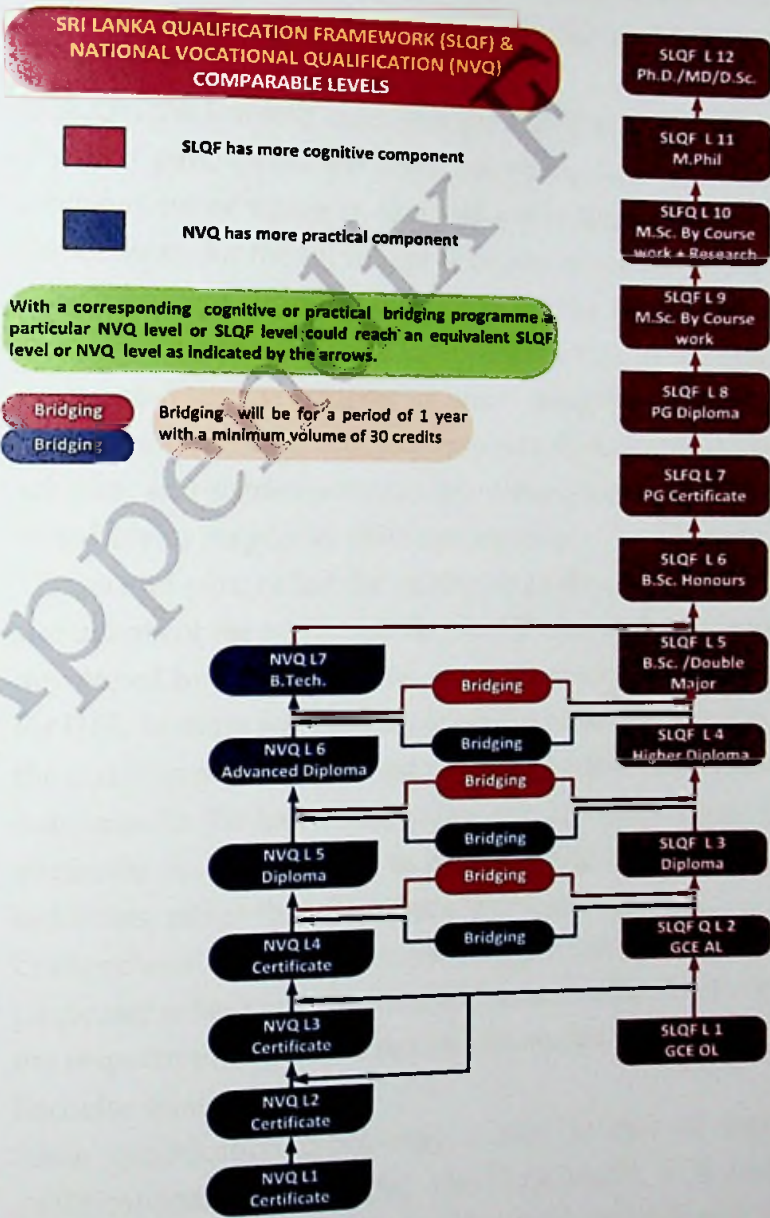 SRI LANKA QUALIFICATION FRAMEWORK (SLQF) &
NATIONAL VOCATIONAL QUALIFICATION (NVQ)
COMPARABLE LEVELS
SLQF has more cognitive component
NVQ has more practical component
With a corresponding cognitive or practical bridging programme a
particular NVQ level or SLQF level could reach an equivalent SLQF
level or NVQ level as indicated by the arrows.
Bridging
Bridging
Bridging will be for a period of 1 year
with a minimum volume of 30 credits
Appendix F
SLQF L 12
Ph.D./MD/D.Sc.
SLQF L 11
M.Phil
SLFQ L 10
M.Sc. By Course
work + Research
SLQF L 9
M.Sc. By Course
work
SLQF L 8
PG Diploma
SLFQ L 7
PG Certificate
SLQF L 6
B.Sc. Honours
SLQF L 5
B.Sc. /Double
Major
SLQF L 4
Higher Diploma
SLQF L 3
Diploma
SLQF Q L 2
GCE AL
SLQF L 1
GCE OL
NVQ L7
B.Tech.
NVQ L 6
Advanced Diploma
NVQ L 5
Diploma
NVQ L4
Certificate
NVQ L3
Certificate
NVQ L2
Certificate
NVQ L1
Certificate
Bridging
Bridging
Bridging
Bridging
Bridging
Bridging